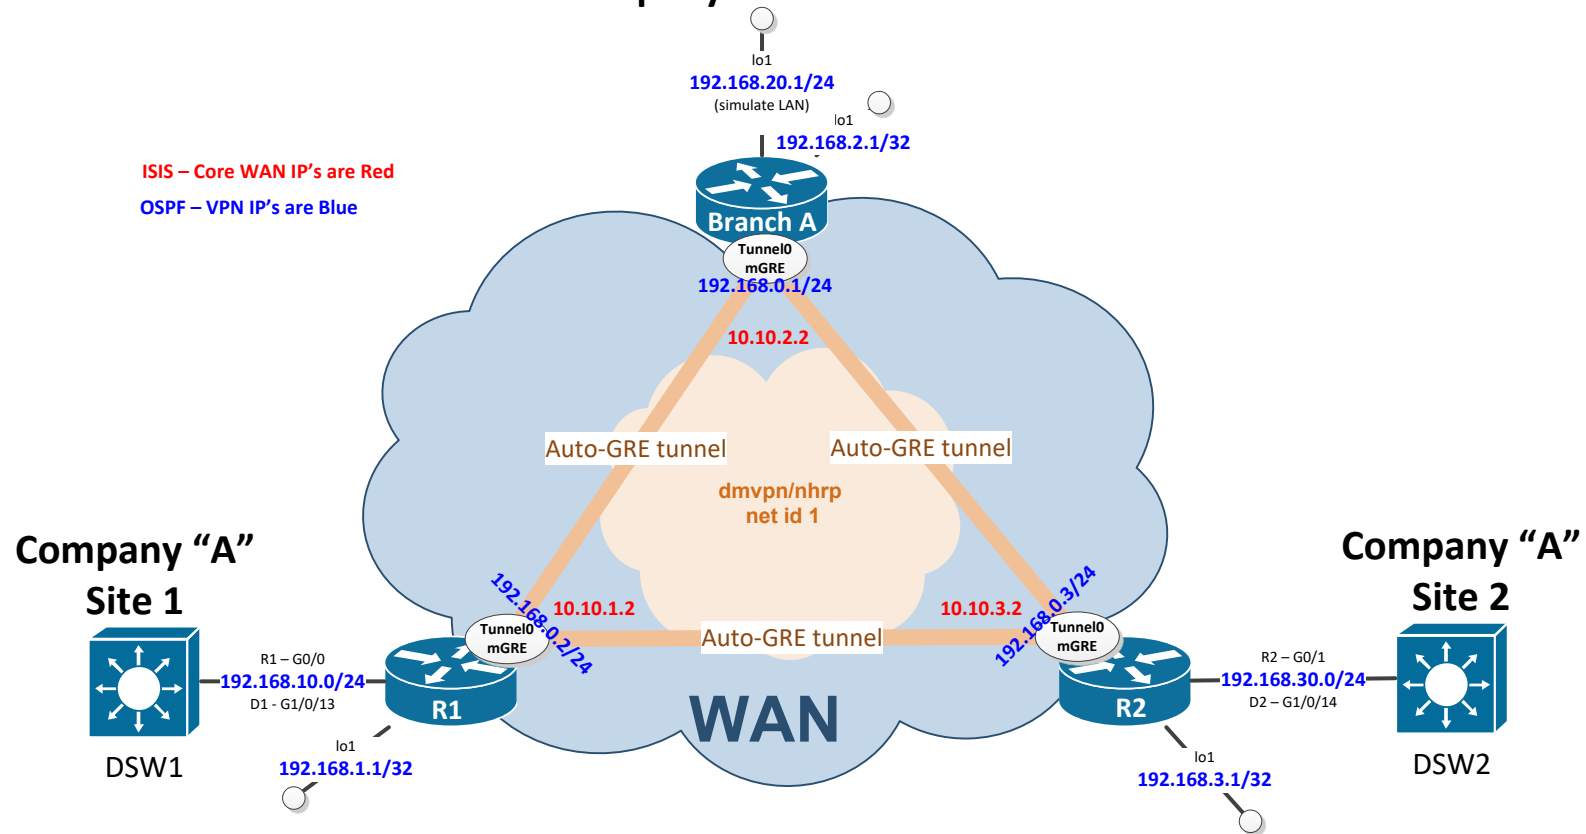 lo1
192.168.20.1/24
(simulate LAN)
lo1
192.168.2.1/32
ISIS – Core WAN IP's are Red
OSPF – VPN IP's are Blue
Branch A
Tunnel0
mGRE
192.168.0.1/24
10.10.2.2
Auto-GRE tunnel
Auto-GRE tunnel
dmvpn/nhrp
net id 1
Company “A”
Site 1
Company “A”
Site 2
192.168.0.2/24
10.10.1.2
10.10.3.2
192.168.0.3/24
Tunnel0
mGRE
Auto-GRE tunnel
Tunnel0
mGRE
R1 – G0/0
192.168.10.0/24
D1 - G1/0/13
R1
WAN
R2
R2 – G0/1
192.168.30.0/24
D2 – G1/0/14
DSW1
lo1
192.168.1.1/32
lo1
192.168.3.1/32
DSW2